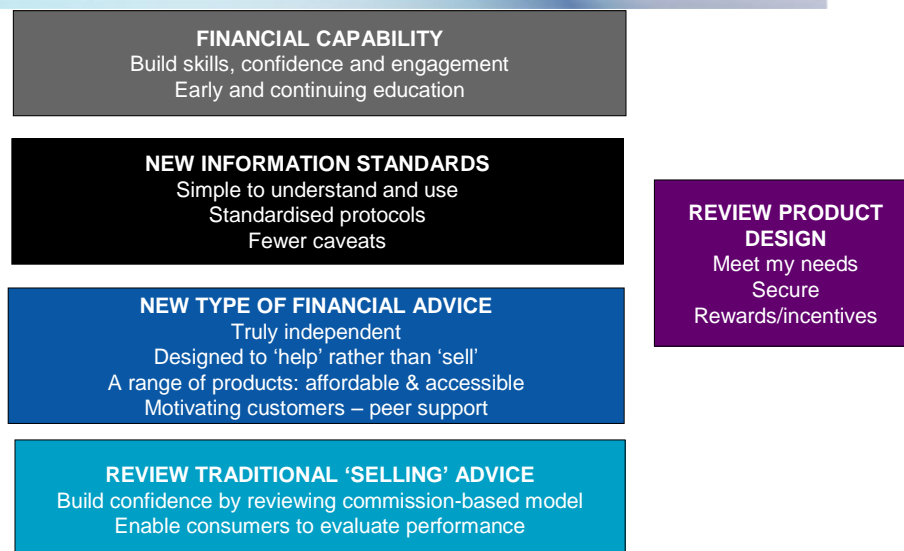 FINANCIAL CAPABILITY
Build skills, confidence and engagement
Early and continuing education
NEW INFORMATION STANDARDS
Simple to understand and use
Standardised protocols
Fewer caveats
NEW TYPE OF FINANCIAL ADVICE
Truly independent
Designed to ‘help’ rather than ‘sell’
A range of products: affordable & accessible
Motivating customers – peer support
REVIEW TRADITIONAL ‘SELLING’ ADVICE
Build confidence by reviewing commission-based model
Enable consumers to evaluate performance
REVIEW PRODUCT
DESIGN
Meet my needs
Secure
Rewards/incentives